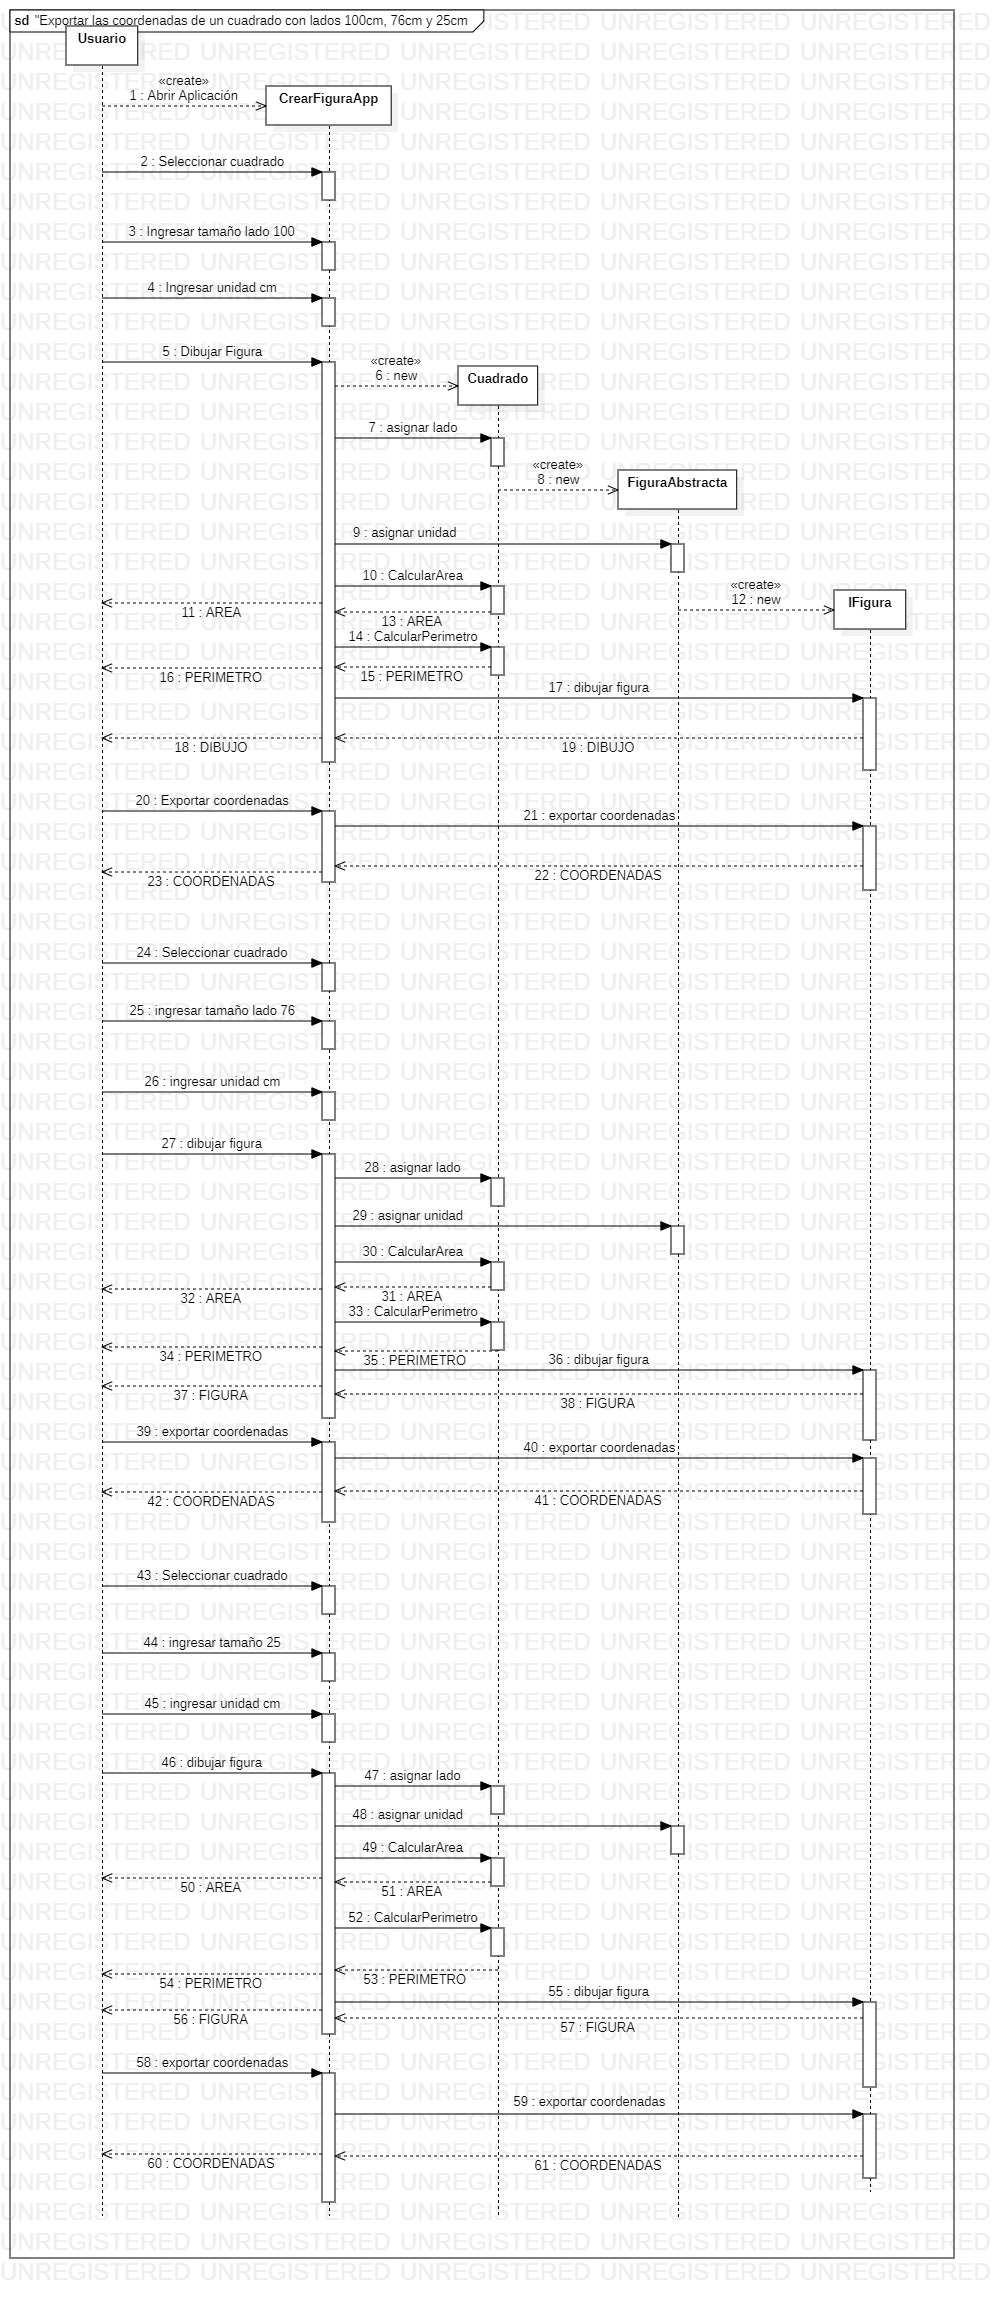 sd "Exportar las coordenadas de un cuadrado con lados 100cm, 76cm y 25cm
Usuario
«create»
1 : Abrir Aplicación
CrearFiguraApp
2 : Seleccionar cuadrado
3 : Ingresar tamaño lado 100
4 : Ingresar unidad cm
5 : Dibujar Figura
«create»
6 : new
Cuadrado
7 : asignar lado
«create»
8 : new
FiguraAbstracta
9 : asignar unidad
10 : CalcularArea
«create»
12 : new
IFigura
11 : AREA
13 : AREA
14 : CalcularPerimetro
16 : PERIMETRO
15 : PERIMETRO
17 : dibujar figura
18 : DIBUJO
19 : DIBUJO
20 : Exportar coordenadas
21 : exportar coordenadas
22 : COORDENADAS
23 : COORDENADAS
24 : Seleccionar cuadrado
25 : ingresar tamaño lado 76
26 : ingresar unidad cm
27 : dibujar figura
28 : asignar lado
29 : asignar unidad
30 : CalcularArea
32 : AREA
31 : AREA
33 : CalcularPerimetro
34 : PERIMETRO
35 : PERIMETRO
36 : dibujar figura
37 : FIGURA
38 : FIGURA
39 : exportar coordenadas
40 : exportar coordenadas
42 : COORDENADAS
41 : COORDENADAS
43 : Seleccionar cuadrado
44 : ingresar tamaño 25
45 : ingresar unidad cm
46 : dibujar figura
47 : asignar lado
48 : asignar unidad
49 : CalcularArea
50 : AREA
51 : AREA
52 : CalcularPerimetro
54 : PERIMETRO
53 : PERIMETRO
55 : dibujar figura
56 : FIGURA
57 : FIGURA
58 : exportar coordenadas
59 : exportar coordenadas
60 : COORDENADAS
61 : COORDENADAS
UNREGISTERED UNREGISTERED UNREGISTERED UNREGISTERED UNREGISTERED